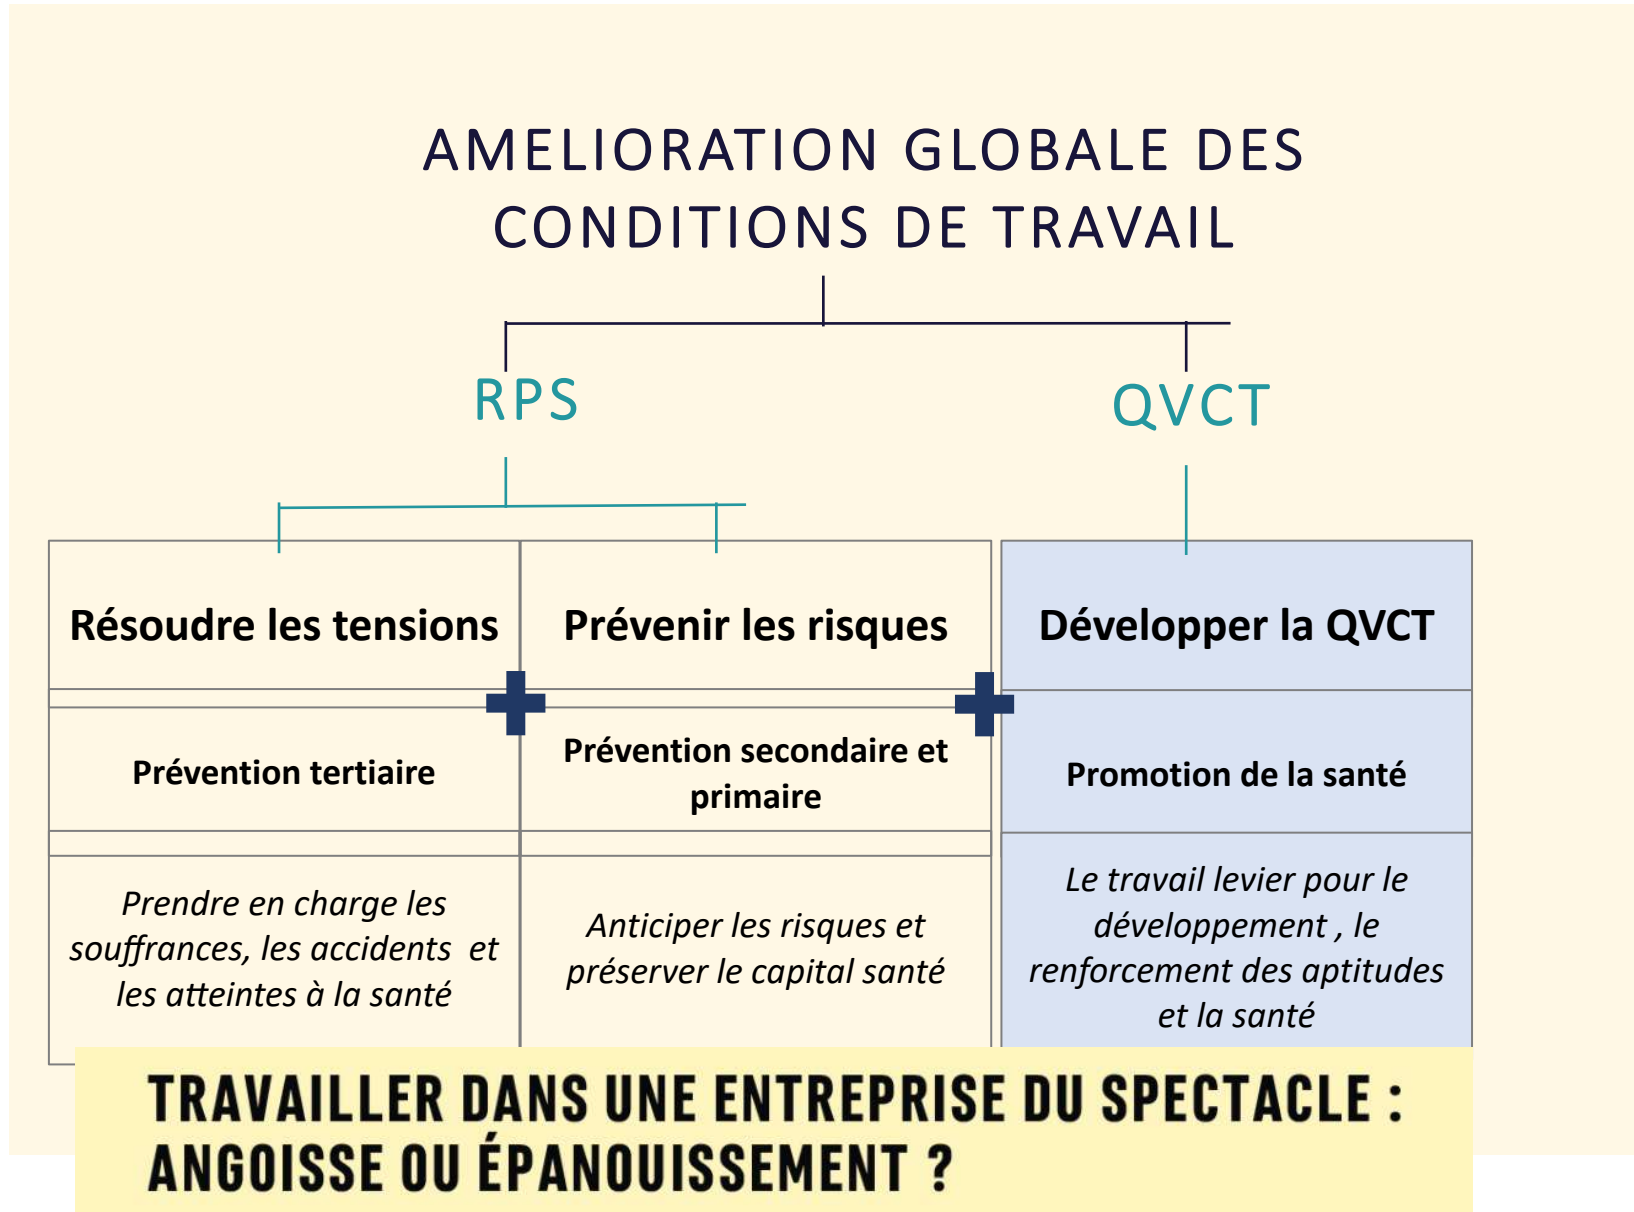 AMELIORATION GLOBALE DES
CONDITIONS DE TRAVAIL
RPS
QVCT
Résoudre les tensions
Prévenir les risques
Développer la QVCT
Prévention tertiaire
Prévention secondaire et
primaire
Promotion de la santé
Prendre en charge les
souffrances, les accidents et
les atteintes à la santé
Anticiper les risques et
préserver le capital santé
Le travail levier pour le
développement , le
renforcement des aptitudes
et la santé
TRAVAILLER DANS UNE ENTREPRISE DU SPECTACLE :
ANGOISSE OU ÉPANOUISSEMENT ?